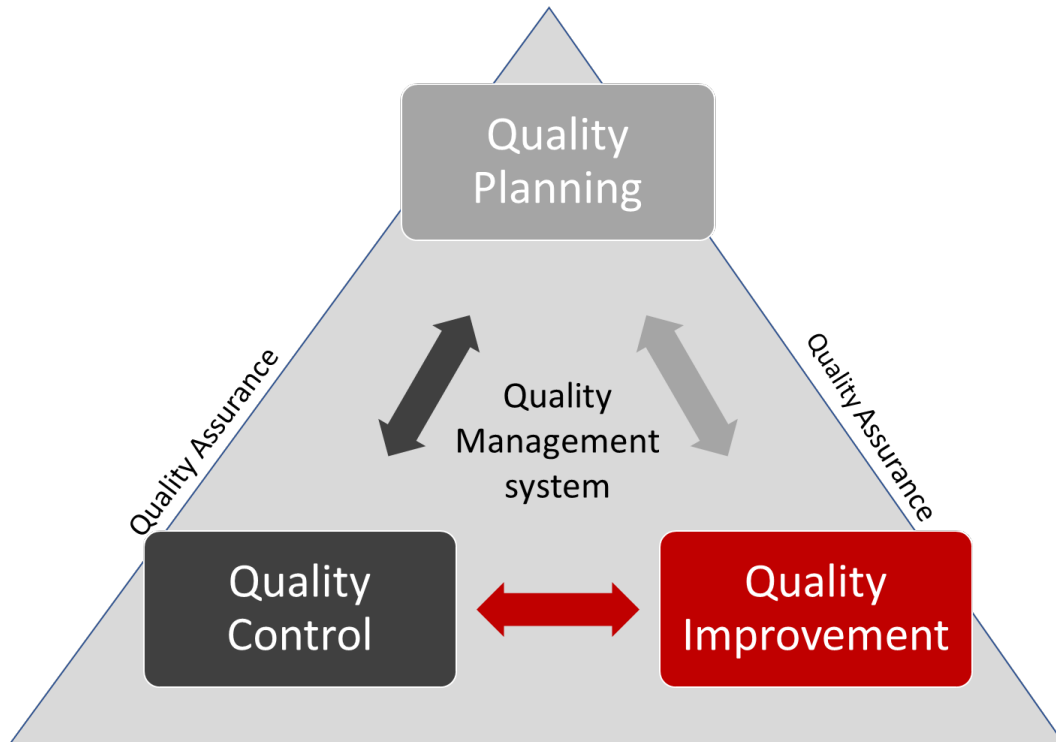 Quality
Planning
Quality Assurance
Quality Assurance
Quality
Management
system
Quality
Control
Quality
Improvement